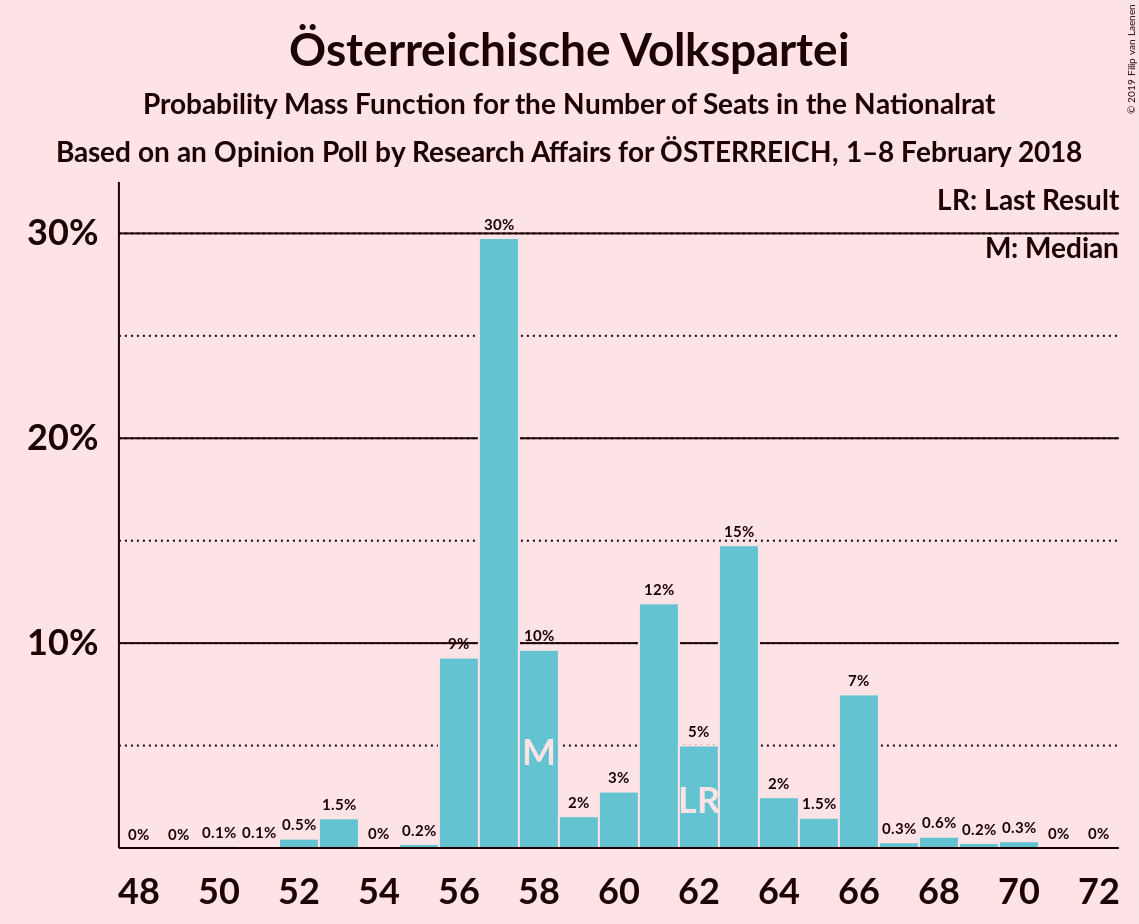 Österreichische Volkspartei
Probability Mass Function for the Number of Seats in the Nationalrat
Based on an Opinion Poll by Research Affairs for ÖSTERREICH, 1–8 February 2018
© 2019 Filip van Laenen
LR: Last Result
M: Median
30%
20%
10%
0% 0% 0.1% 0.1% 0.5% 1.5% 0% 0.2% 9% 30% 10% 2% 3% 12% 5% 15% 2% 1.5% 7% 0.3% 0.6% 0.2% 0.3% 0% 0%
M
LR
48 50 52 54 56 58 60 62 64 66 68 70 72